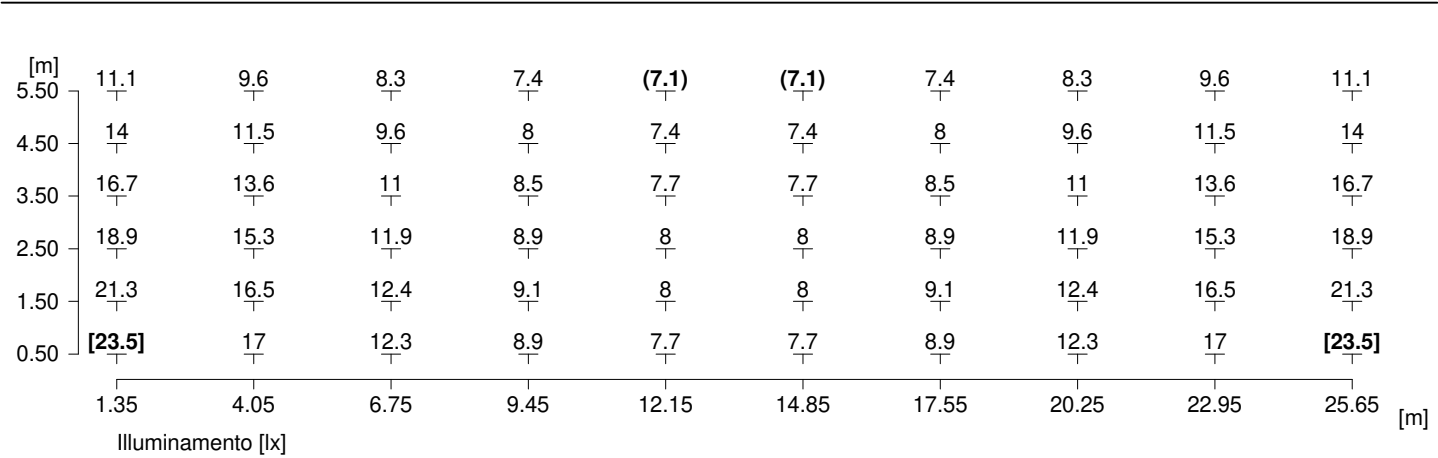 [m]
11.1 9.6 8.3 7.4 (7.1) (7.1) 7.4 8.3 9.6 11.1
5.50
14 11.5 9.6 8 7.4 7.4 8 9.6 11.5 14
4.50
16.7 13.6 11 8.5 7.7 7.7 8.5 11 13.6 16.7
3.50
18.9 15.3 11.9 8.9 8 8 8.9 11.9 15.3 18.9
2.50
21.3 16.5 12.4 9.1 8 8 9.1 12.4 16.5 21.3
1.50
[23.5] 17 12.3 8.9 7.7 7.7 8.9 12.3 17 [23.5]
0.50
1.35 4.05 6.75 9.45 12.15 14.85 17.55 20.25 22.95 25.65 [m]
Illuminamento [lx]